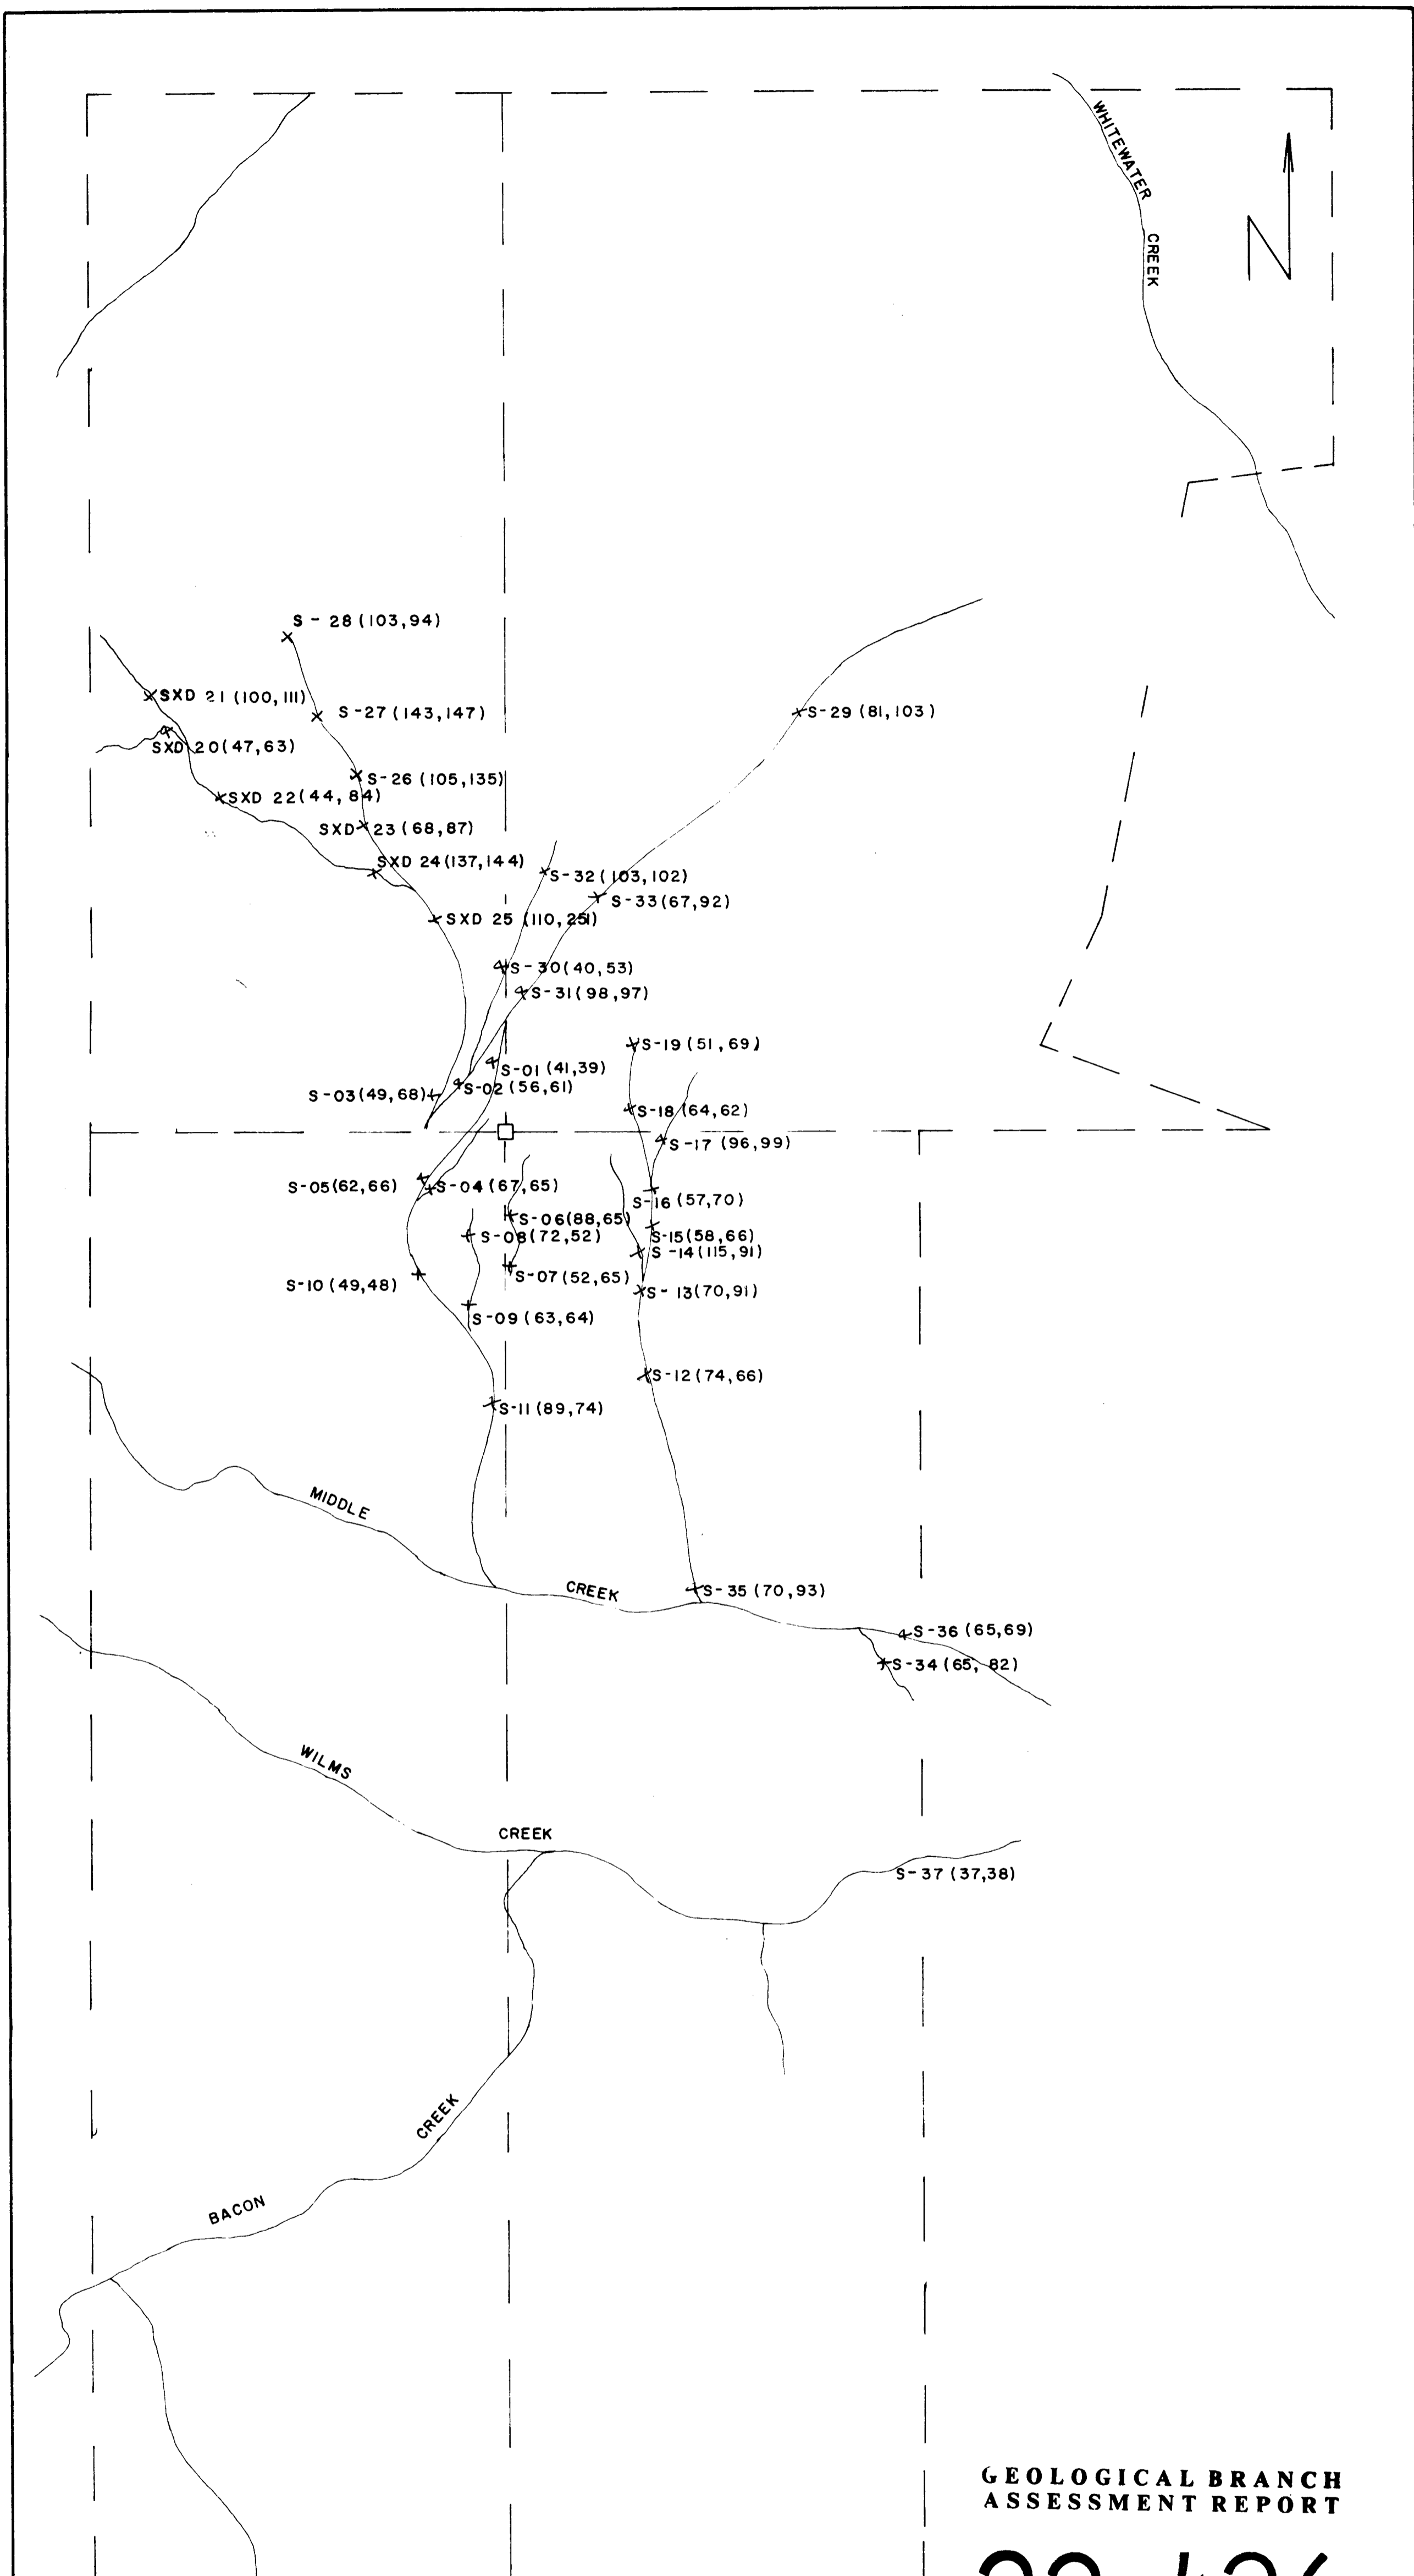 WHITEWATER
CREEK
N
S - 28 (103,94)
SXD 21 (100,111)
S-27 (143,147)
S-29 (81,103)
SXD 20(47,63)
S-26 (105,135)
SXD 22(44, 84)
SXD 23 (68,87)
SXD 24(137,144)
S-32 (103,102)
S-33(67,92)
SXD 25 (110,251)
S-30(40,53)
S-31(98,97)
S-19 (51,69)
S-01 (41,39)
S-02(56,61)
S-03(49,68)
S-18(64,62)
S-17 (96,99)
S-05(62,66)
S-04(67,65)
S-16 (57,70)
S-06(88,65)
S-08(72,52)
S-15(58,66)
S-14(115,91)
S-07(52,65)
S-10 (49,48)
S-13(70,91)
S-09 (63,64)
S-12(74,66)
S-11(89,74)
MIDDLE
CREEK
S-35 (70,93)
S-36 (65,69)
S-34(65, 82)
WILMS
CREEK
S-37 (37,38)
CREEK
BACON
GEOLOGICAL BRANCH
ASSESSMENT REPORT